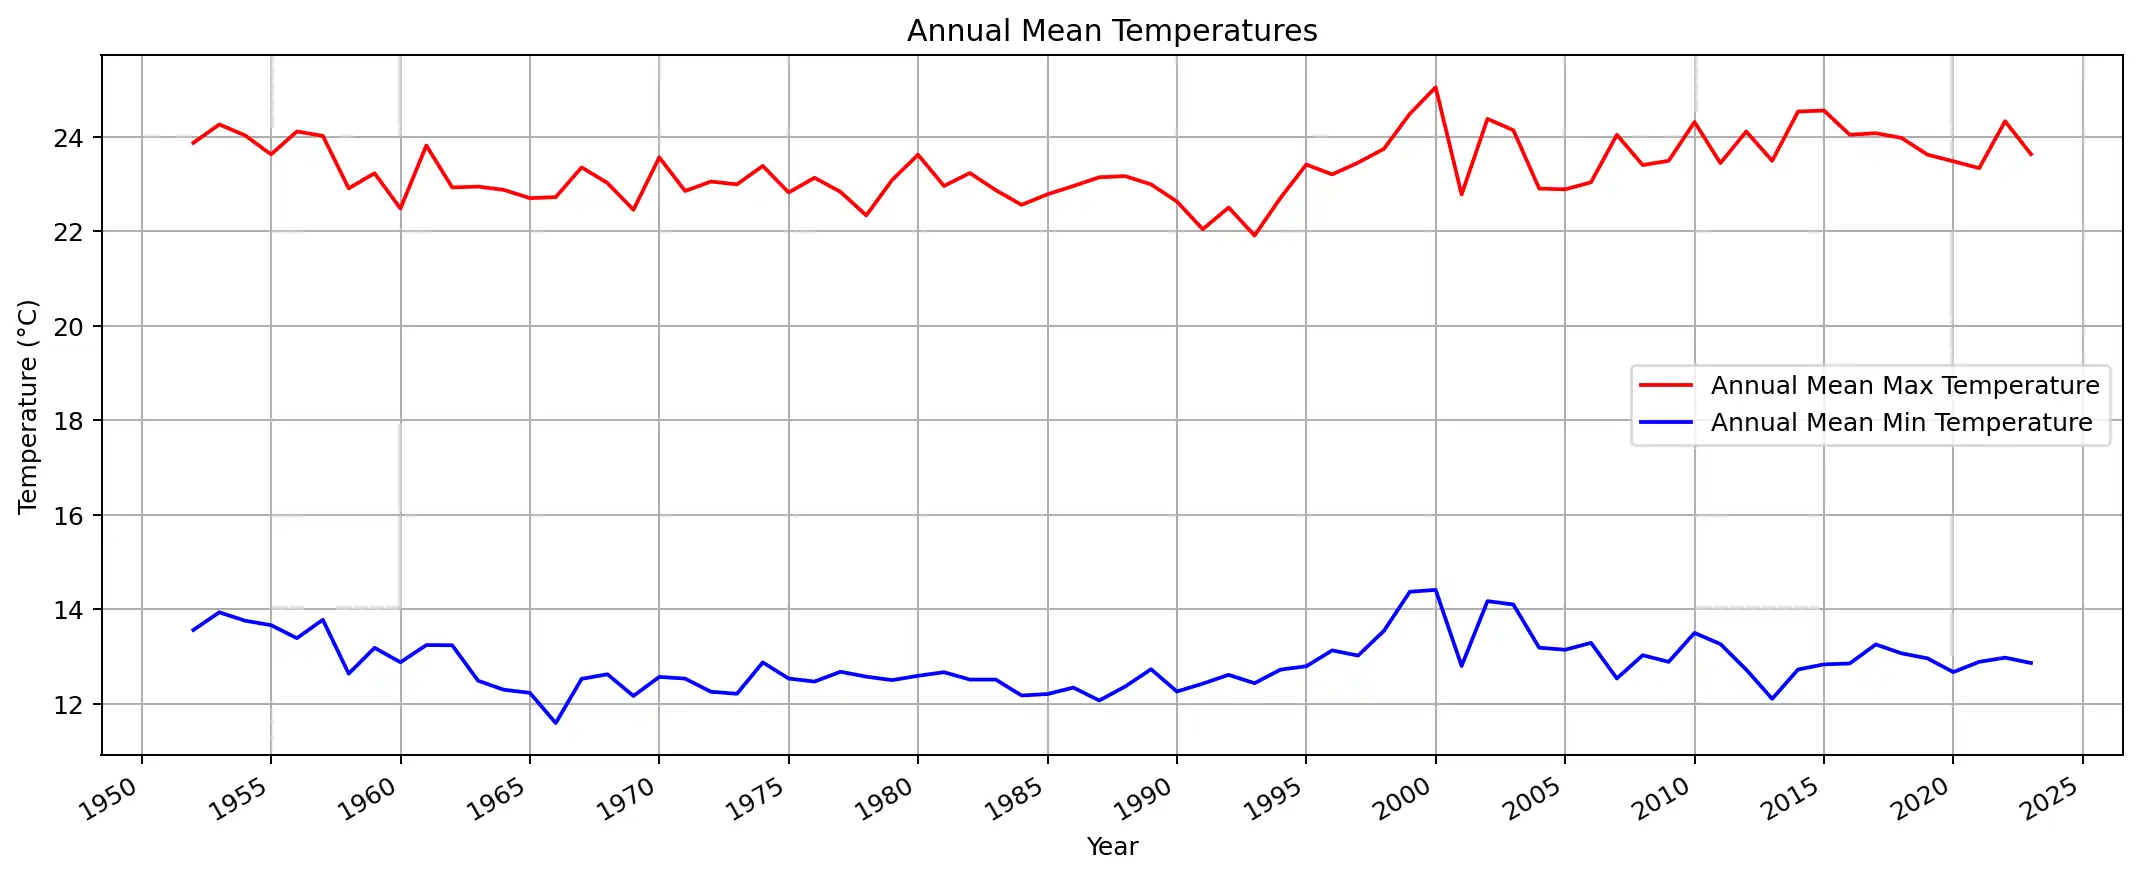 Annual Mean Temperatures
Temperature (°C)
24
22
20
18
16
14
12
Annual Mean Max Temperature
Annual Mean Min Temperature
1950 1955 1960 1965 1970 1975 1980 1985 1990 1995 2000 2005 2010 2015 2020 2025
Year